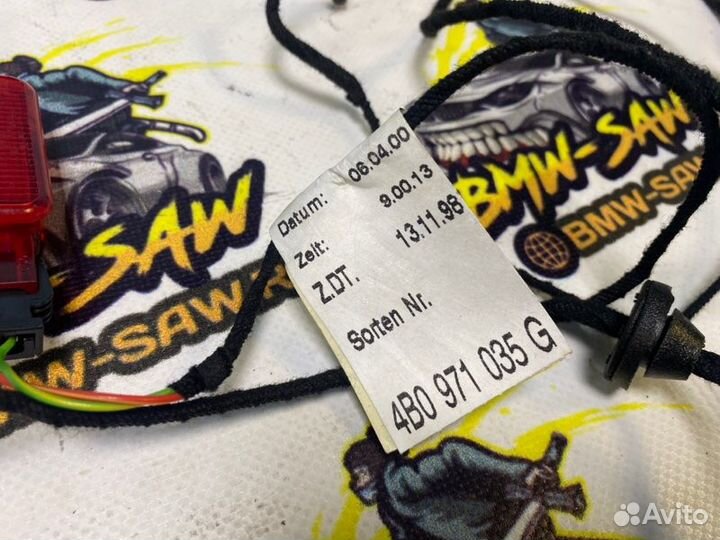 Datum: 06.04.00
Zeit: 9.00.13
Z.DT. 13.11.98
Sorten Nr.
4B0 971 035 G
BMW-SAW
BMW-SAW
-SAW
W-SAW.R
BMW-SAW
Avito